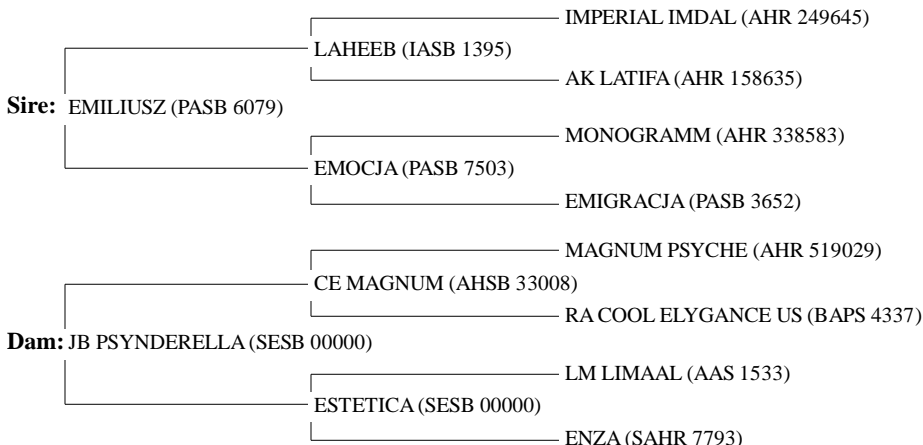 IMPERIAL IMDAL (AHR 249645)
LAHEEB (IASB 1395)
AK LATIFA (AHR 158635)
Sire: EMILIUSZ (PASB 6079)
MONOGRAMM (AHR 338583)
EMOCJA (PASB 7503)
EMIGRACJA (PASB 3652)
MAGNUM PSYCHE (AHR 519029)
CE MAGNUM (AHSB 33008)
RA COOL ELYGANCE US (BAPS 4337)
Dam: JB PSYNDERELLA (SESB 00000)
LM LIMAAL (AAS 1533)
ESTETICA (SESB 00000)
ENZA (SAHR 7793)